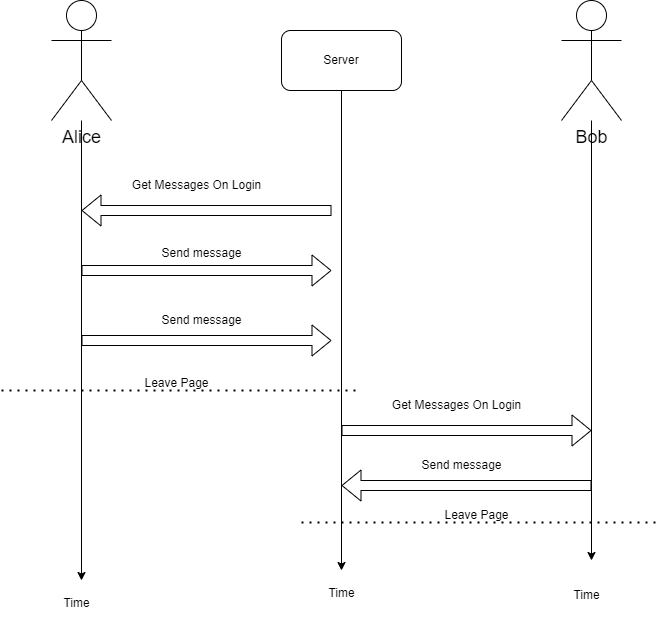 Server
Alice
Bob
Get Messages On Login
Send message
Send message
Leave Page
Get Messages On Login
Send message
Leave Page
Time
Time
Time